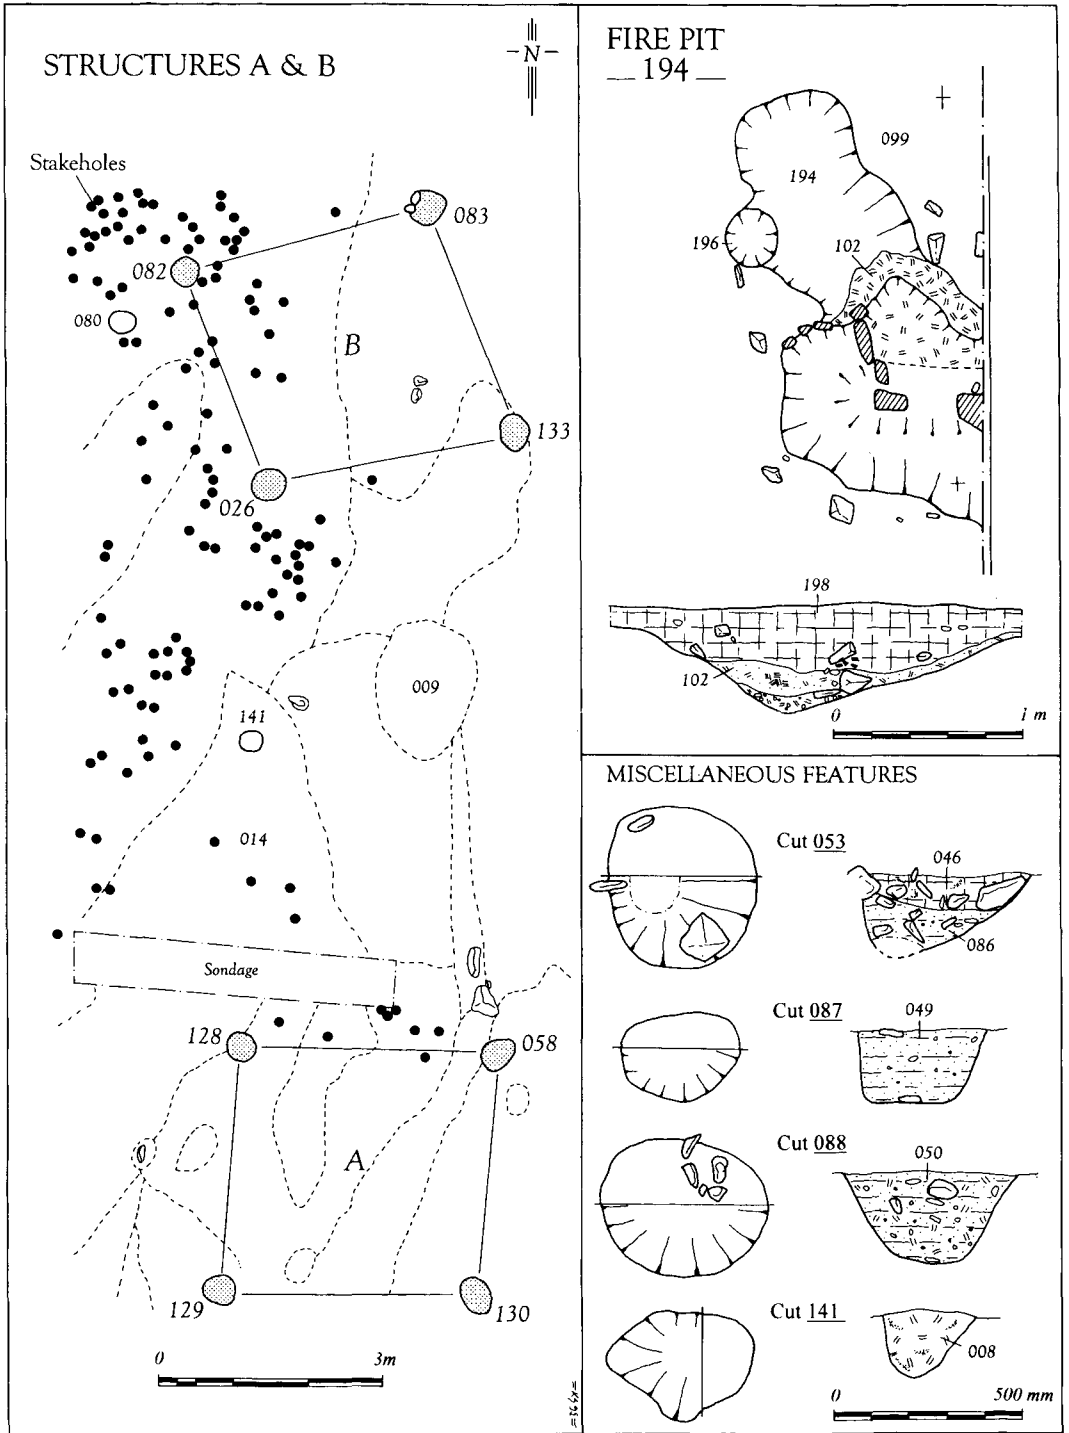 STRUCTURES A & B
N
Stakeholes
083
082
080
B
133
026
009
141
014
Sondage
128
058
A
129
130
0 3m
FIRE PIT
194
099
194
196
102
198
102
0 1 m
MISCELLANEOUS FEATURES
Cut 053
046
086
Cut 087
049
Cut 088
050
Cut 141
008
0 500 mm